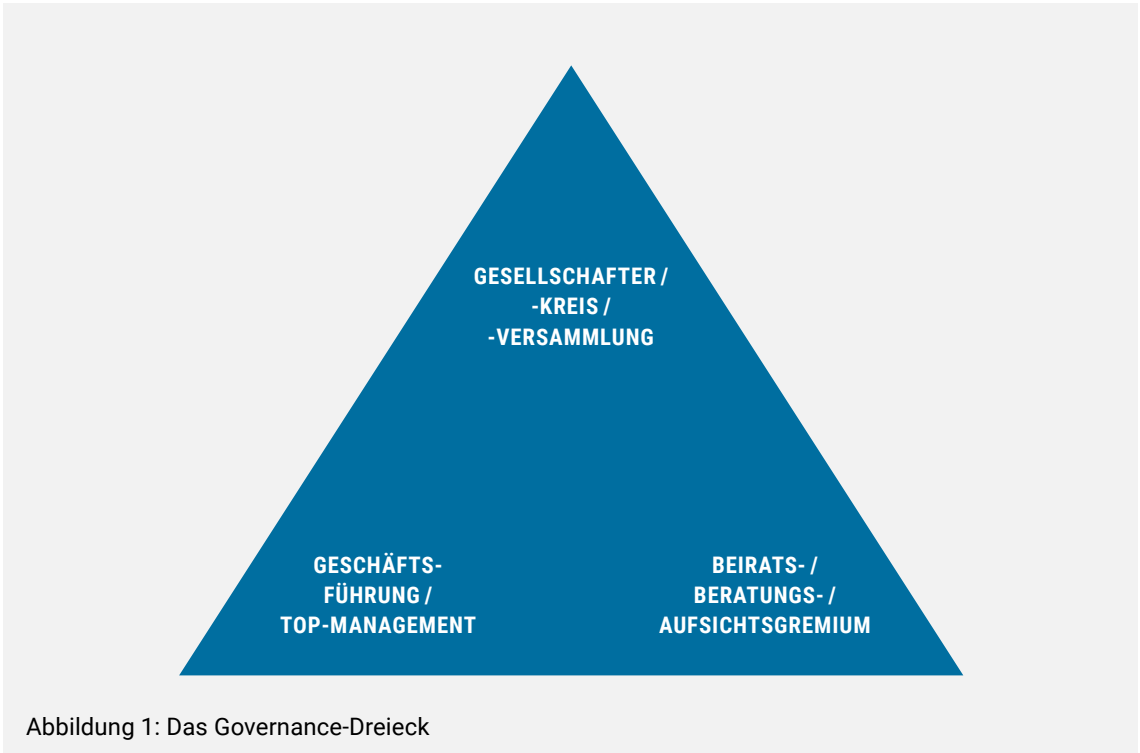 GESELLSCHAFTER /
-KREIS /
-VERSAMMLUNG
GESCHÄFTS-
FÜHRUNG /
TOP-MANAGEMENT
BEIRATS- /
BERATUNGS- /
AUFSICHTSGREMIUM
Abbildung 1: Das Governance-Dreieck